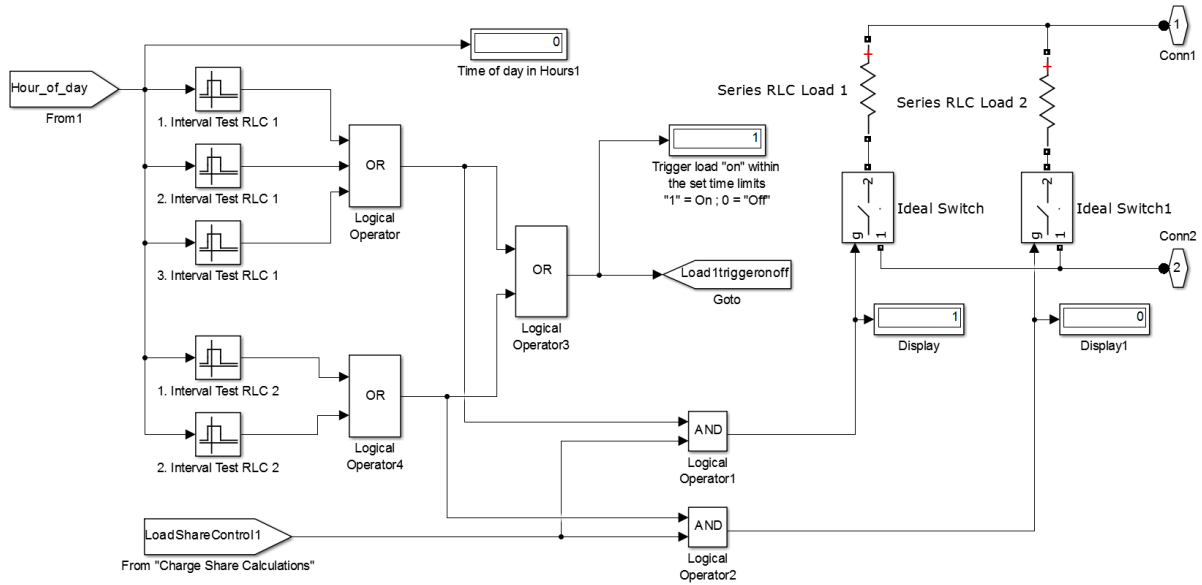 Hour_of_day
From1
0
Time of day in Hours1
1. Interval Test RLC 1
2. Interval Test RLC 1
3. Interval Test RLC 1
OR
Logical
Operator
1. Interval Test RLC 2
2. Interval Test RLC 2
OR
Logical
Operator4
OR
Logical
Operator3
1
Trigger load "on" within
the set time limits
"1" = On ; 0 = "Off"
Load1triggeronoff
Goto
LoadShareControl1
From "Charge Share Calculations"
AND
Logical
Operator1
AND
Logical
Operator2
Series RLC Load 1
Series RLC Load 2
1
Conn1
2
g
1
Ideal Switch
2
g
1
Ideal Switch1
Conn2
2
1
Display
0
Display1